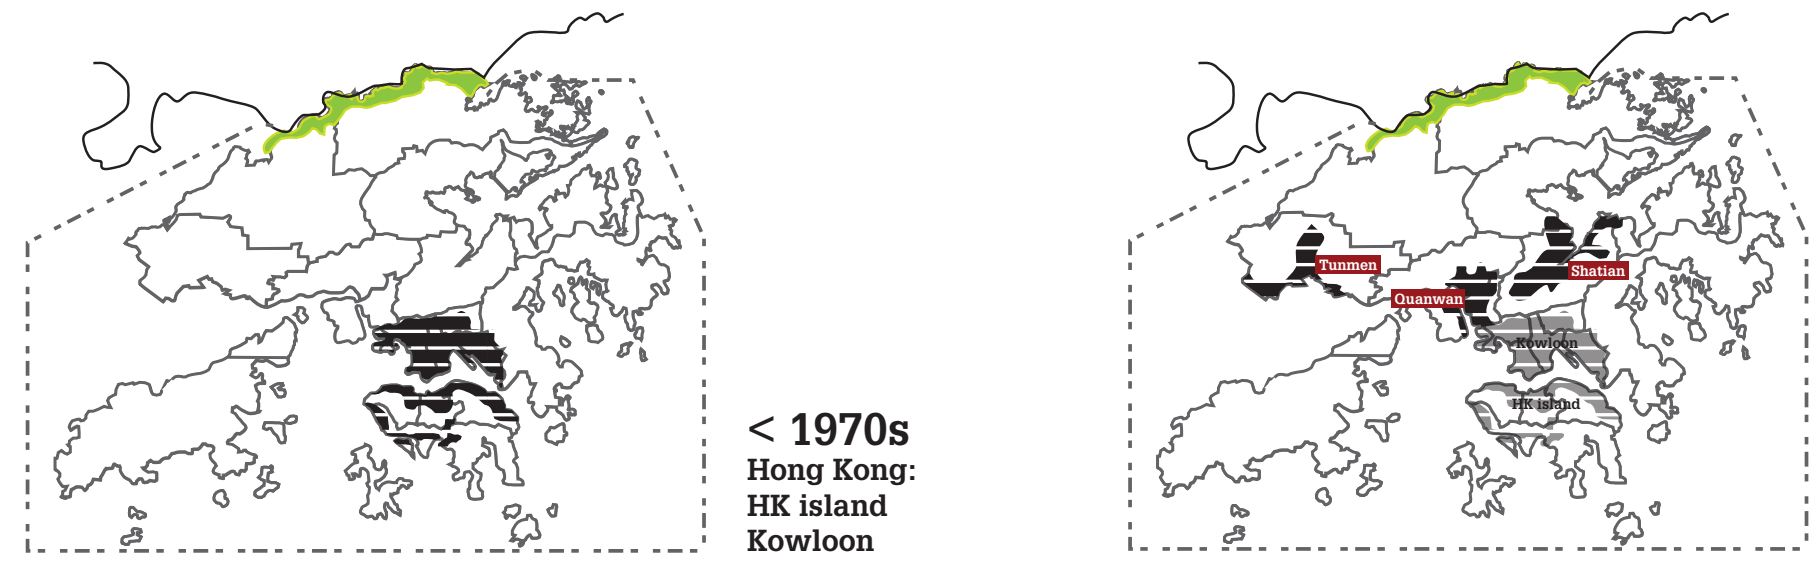 < 1970s
Hong Kong:
HK island
Kowloon
Tunmen
Shatian
Quanwan
Kowloon
HK island